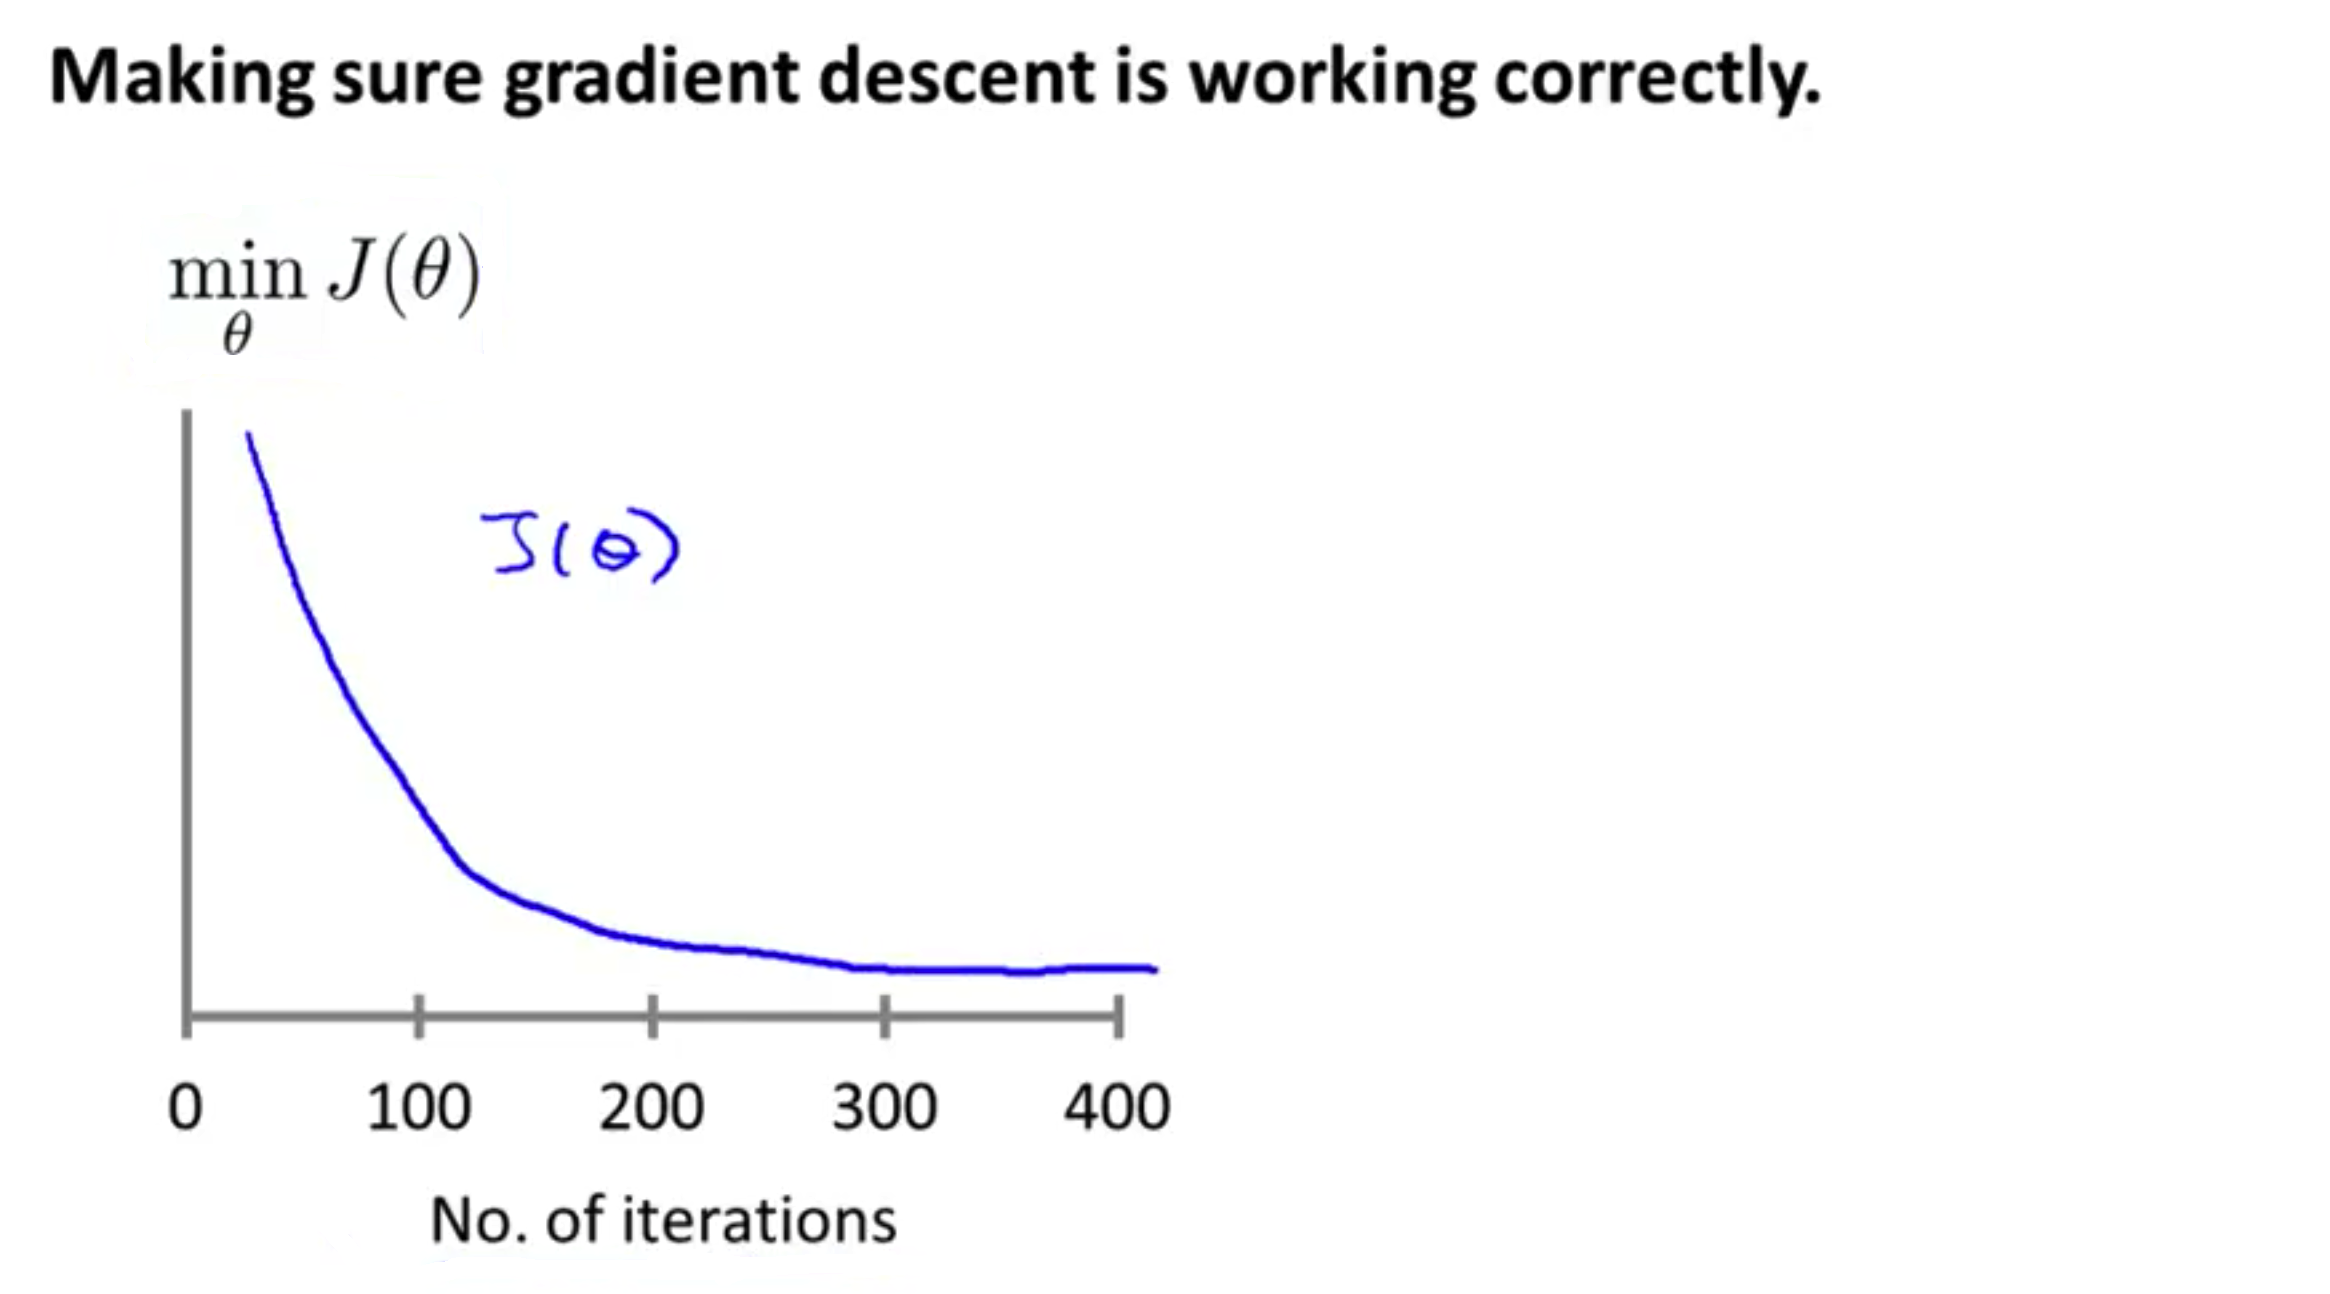 Making sure gradient descent is working correctly.
min J(θ)
θ
J(θ)
0 100 200 300 400
No. of iterations